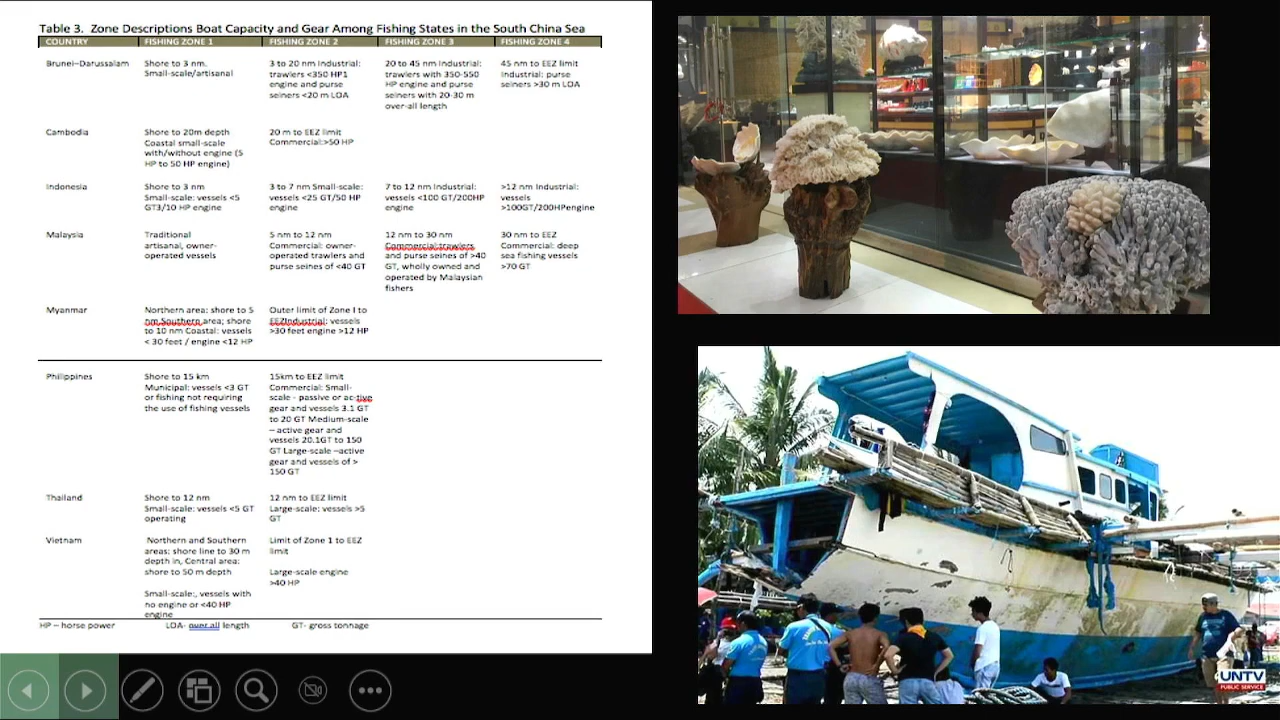 Table 3. Zone Descriptions Boat Capacity and Gear Among Fishing States in the South China Sea
COUNTRY FISHING ZONE 1 FISHING ZONE 2 FISHING ZONE 3 FISHING ZONE 4
Brunei-Darussalam
Shore to 3 nm.
Small-scale/artisanal
3 to 20 nm Industrial:
trawlers <350 HP1
engine and purse
seiners <20 m LOA
20 to 45 nm Industrial:
trawlers with 350-550
HP engine and purse
seiners with 20-30 m
over-all length
45 nm to EEZ limit
Industrial: purse
seiners >30 m LOA
Cambodia
Shore to 20m depth
Coastal small-scale
with/without engine (5
HP to 50 HP engine)
20 m to EEZ limit
Commercial:>50 HP
Indonesia
Shore to 3 nm
Small-scale: vessels <5
GT3/10 HP engine
3 to 7 nm Small-scale:
vessels <25 GT/50 HP
engine
7 to 12 nm Industrial:
vessels <100 GT/200HP
engine
>12 nm Industrial:
vessels
>100GT/200HPengine
Malaysia
Traditional
artisanal, owner-
operated vessels
5 nm to 12 nm
Commercial: owner-
operated trawlers and
purse seines of <40 GT
12 nm to 30 nm
Commercial:trawlers
and purse seines of >40
GT, wholly owned and
operated by Malaysian
fishers
30 nm to EEZ
Commercial: deep
sea fishing vessels
>70 GT
Myanmar
Northern area: shore to 5
nm Southern area; shore
to 10 nm Coastal: vessels
< 30 feet / engine <12 HP
Outer limit of Zone I to
EEZIndustrial: vessels
>30 feet engine >12 HP
Philippines
Shore to 15 km
Municipal: vessels <3 GT
or fishing not requiring
the use of fishing vessels
15km to EEZ limit
Commercial: Small-
scale - passive or ac-tive
gear and vessels 3.1 GT
to 20 GT Medium-scale
– active gear and
vessels 20.1GT to 150
GT Large-scale –active
gear and vessels of >
150 GT
Thailand
Shore to 12 nm
Small-scale: vessels <5 GT
operating
12 nm to EEZ limit
Large-scale: vessels >5
GT
Vietnam
Northern and Southern
areas: shore line to 30 m
depth in, Central area:
shore to 50 m depth
Small-scale:, vessels with
no engine or <40 HP
engine
Limit of Zone 1 to EEZ
limit
Large-scale engine
>40 HP
HP – horse power LOA- over all length GT- gross tonnage
UNTV
PUBLIC SERVICE